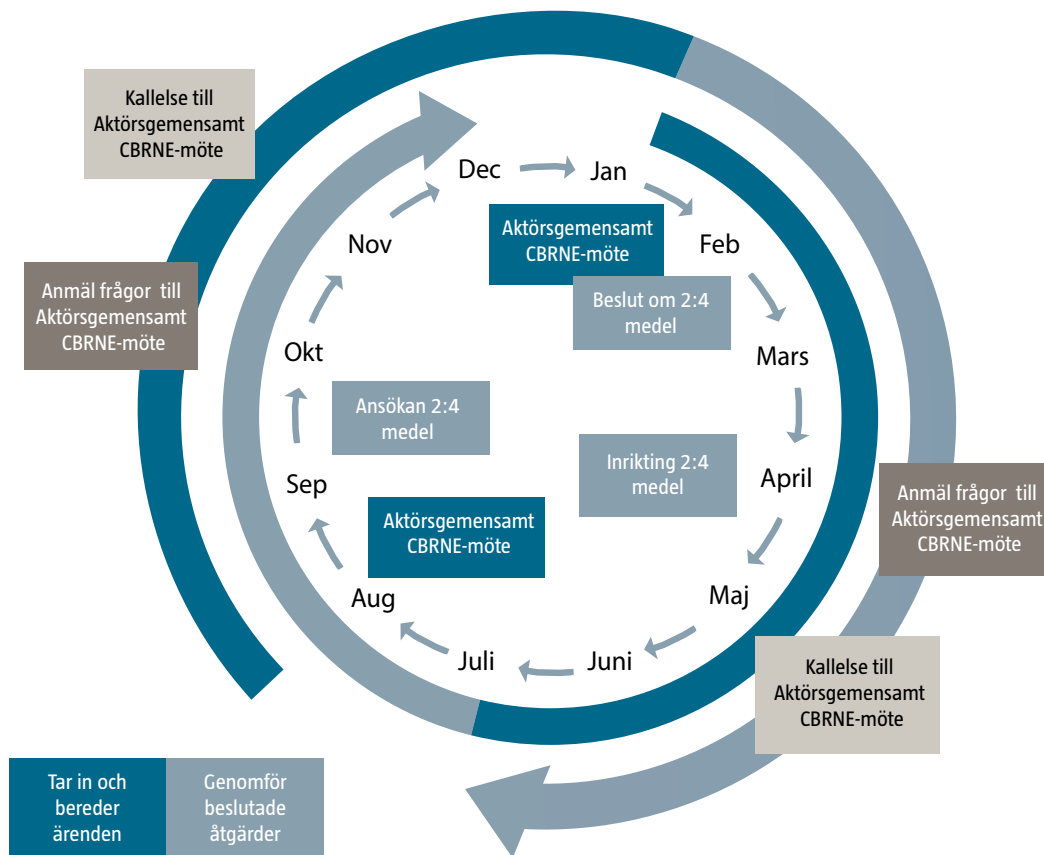 Kallelse till
Aktörsgemensamt
CBRNE-möte
Dec
Jan
Aktörsgemensamt
CBRNE-möte
Nov
Feb
Anmäl frågor till
Aktörsgemensamt
CBRNE-möte
Beslut om 2:4
medel
Okt
Mars
Ansökan 2:4
medel
Inrikting 2:4
medel
Sep
April
Anmäl frågor till
Aktörsgemensamt
CBRNE-möte
Aktörsgemensamt
CBRNE-möte
Aug
Maj
Juli
Juni
Kallelse till
Aktörsgemensamt
CBRNE-möte
Tar in och
bereder
ärenden
Genomför
beslutade
åtgärder